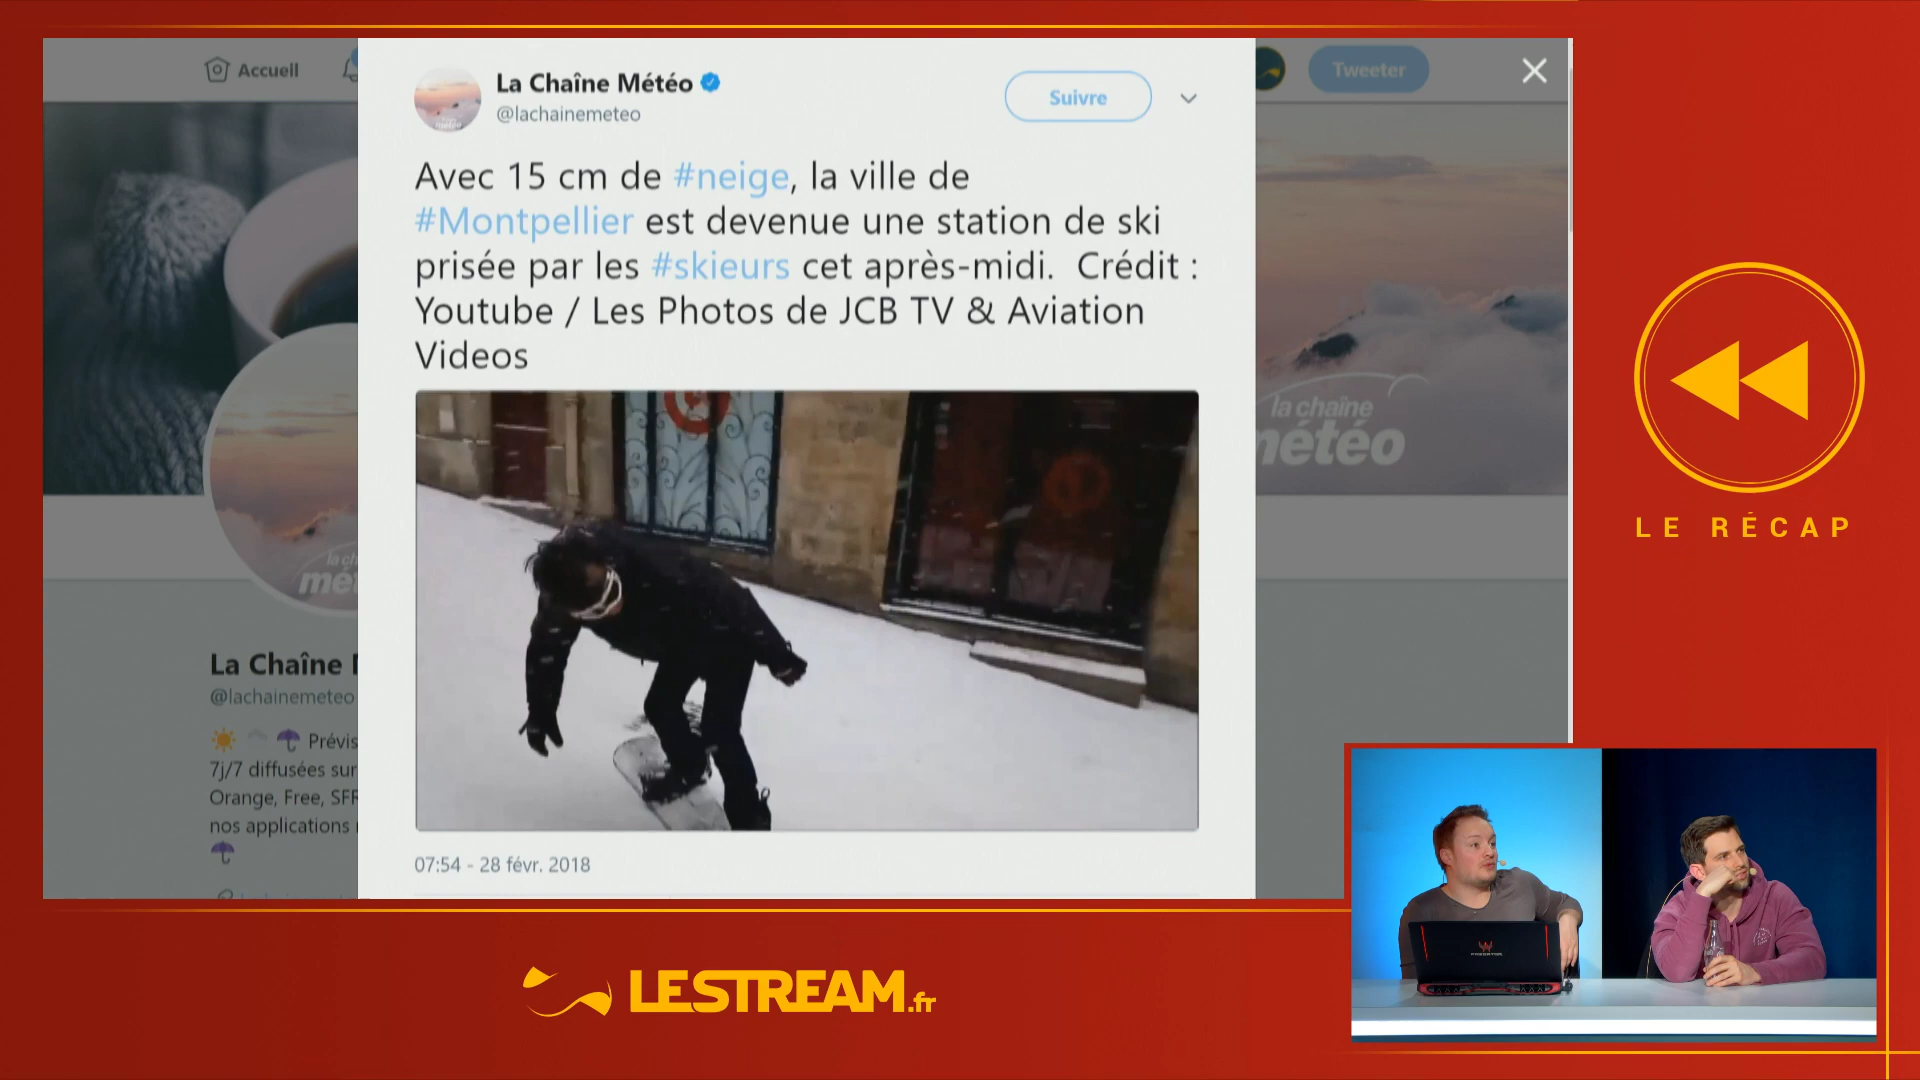 Accueil
La Chaîne Météo
@lachainemeteo
Suivre
Tweeter
Avec 15 cm de #neige, la ville de
#Montpellier est devenue une station de ski
prisée par les #skieurs cet après-midi. Crédit :
Youtube / Les Photos de JCB TV & Aviation
Videos
07:54 - 28 févr. 2018
la chaîne
météo
La Chaîne
@lachainemeteo
Prévis
7j/7 diffusées sur
Orange, Free, SFR
nos applications
LE RÉCAP
PREDATOR
LESTREAM.fr